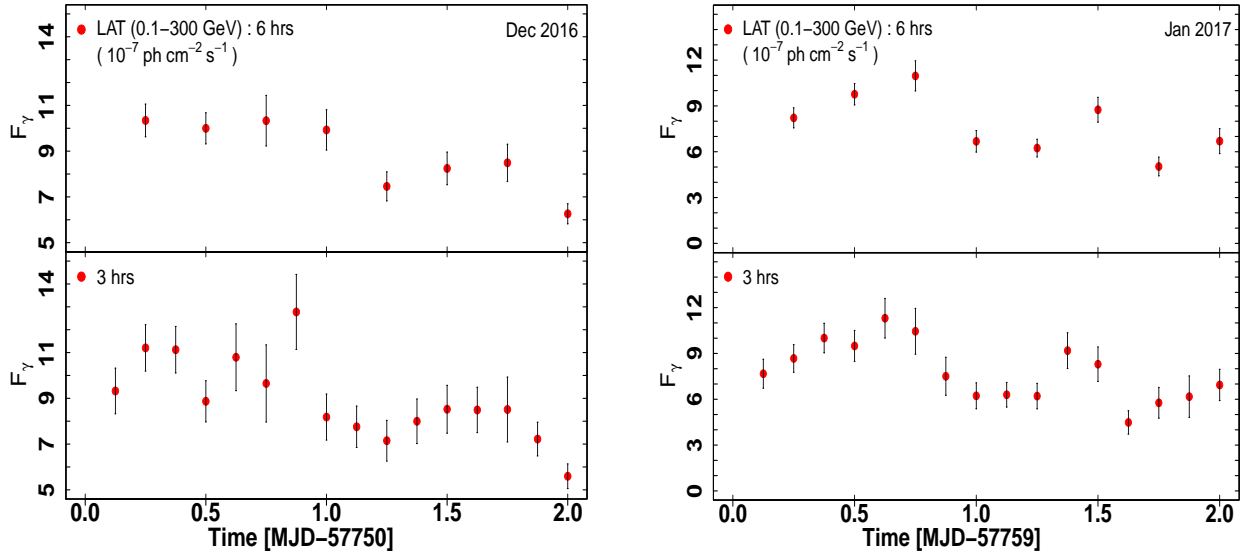 LAT (0.1−300 GeV) : 6 hrs
( 10⁻⁷ ph cm⁻² s⁻¹ )
Dec 2016
Fγ
5 7 9 11 14
3 hrs
Fγ
5 7 9 11 14
0.0 0.5 1.0 1.5 2.0
Time [MJD−57750]
LAT (0.1−300 GeV) : 6 hrs
( 10⁻⁷ ph cm⁻² s⁻¹ )
Jan 2017
Fγ
0 3 6 9 12
3 hrs
Fγ
0 3 6 9 12
0.0 0.5 1.0 1.5 2.0
Time [MJD−57759]